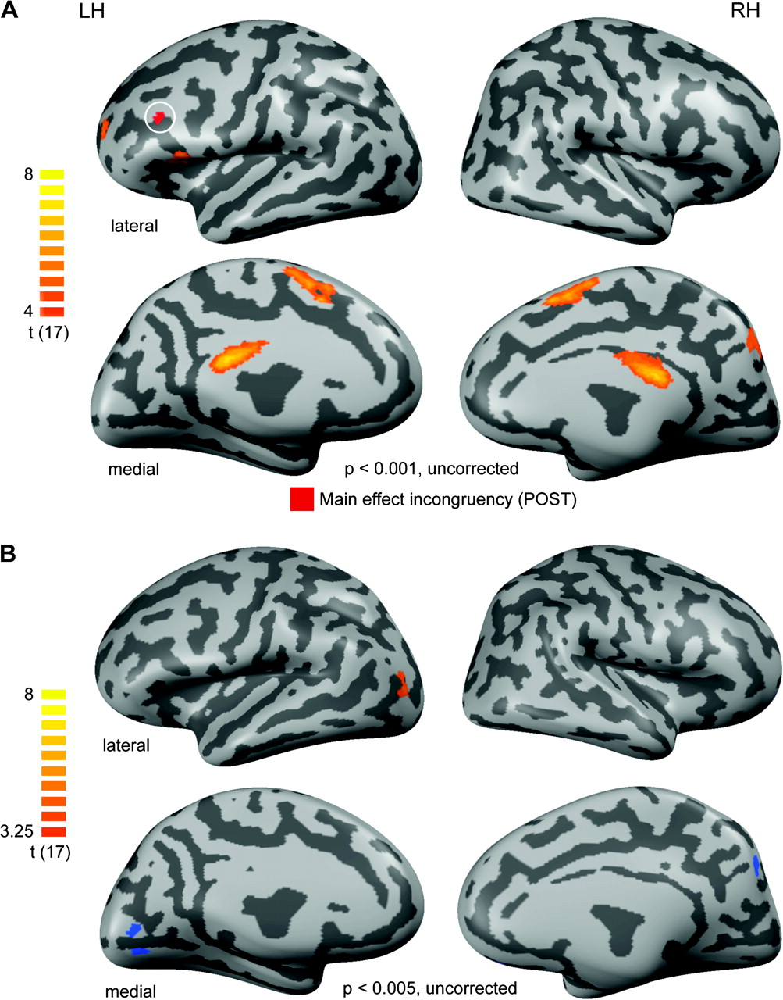 A
LH
RH
8
4
t (17)
lateral
medial
p < 0.001, uncorrected
Main effect incongruency (POST)
B
8
3.25
t (17)
lateral
medial
p < 0.005, uncorrected